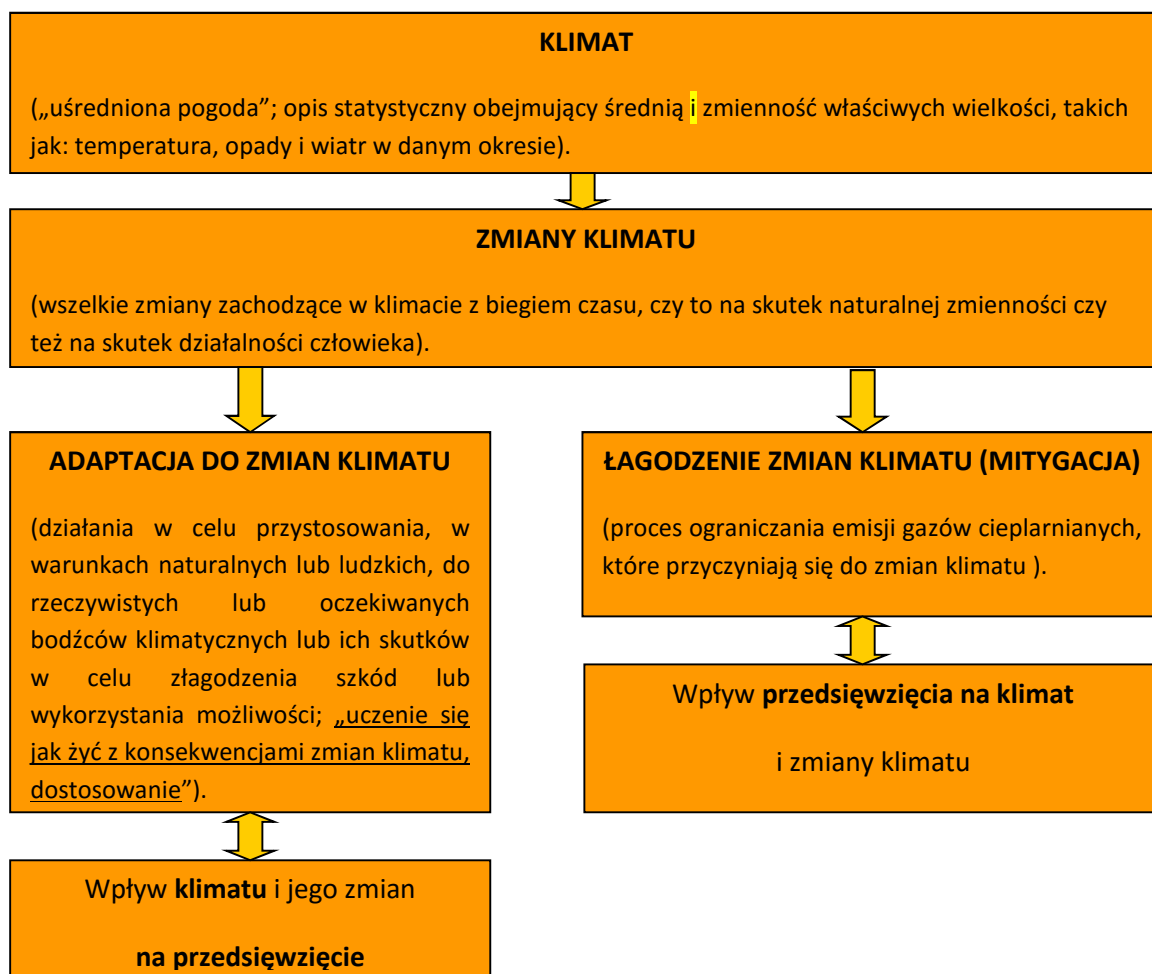 KLIMAT
(„uśredniona pogoda”; opis statystyczny obejmujący średnią i zmienność właściwych wielkości, takich
jak: temperatura, opady i wiatr w danym okresie).
ZMIANY KLIMATU
(wszelkie zmiany zachodzące w klimacie z biegiem czasu, czy to na skutek naturalnej zmienności czy
też na skutek działalności człowieka).
ADAPTACJA DO ZMIAN KLIMATU
(działania w celu przystosowania, w
warunkach naturalnych lub ludzkich, do
rzeczywistych lub oczekiwanych
bodźców klimatycznych lub ich skutków
w celu złagodzenia szkód lub
wykorzystania możliwości; „uczenie się
jak żyć z konsekwencjami zmian klimatu,
dostosowanie”).
Wpływ klimatu i jego zmian
na przedsięwzięcie
ŁAGODZENIE ZMIAN KLIMATU (MITYGACJA)
(proces ograniczania emisji gazów cieplarnianych,
które przyczyniają się do zmian klimatu ).
Wpływ przedsięwzięcia na klimat
i zmiany klimatu